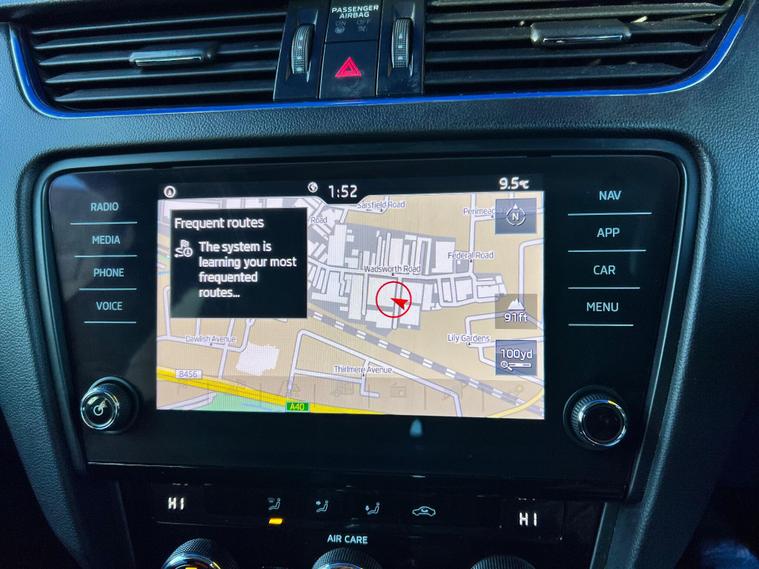 PASSENGER
AIRBAG
ON OFF
1:52
9.5°C
RADIO
MEDIA
PHONE
VOICE
Frequent routes
The system is
learning your most
frequented
routes...
Sarsfield Road
Road
N
Federal Road
Wadsworth Road
91ft
Lily Gardens
100yd
Dawlish Avenue
Thirlmere Avenue
B456
A40
NAV
APP
CAR
MENU
HI
HI
AIR CARE